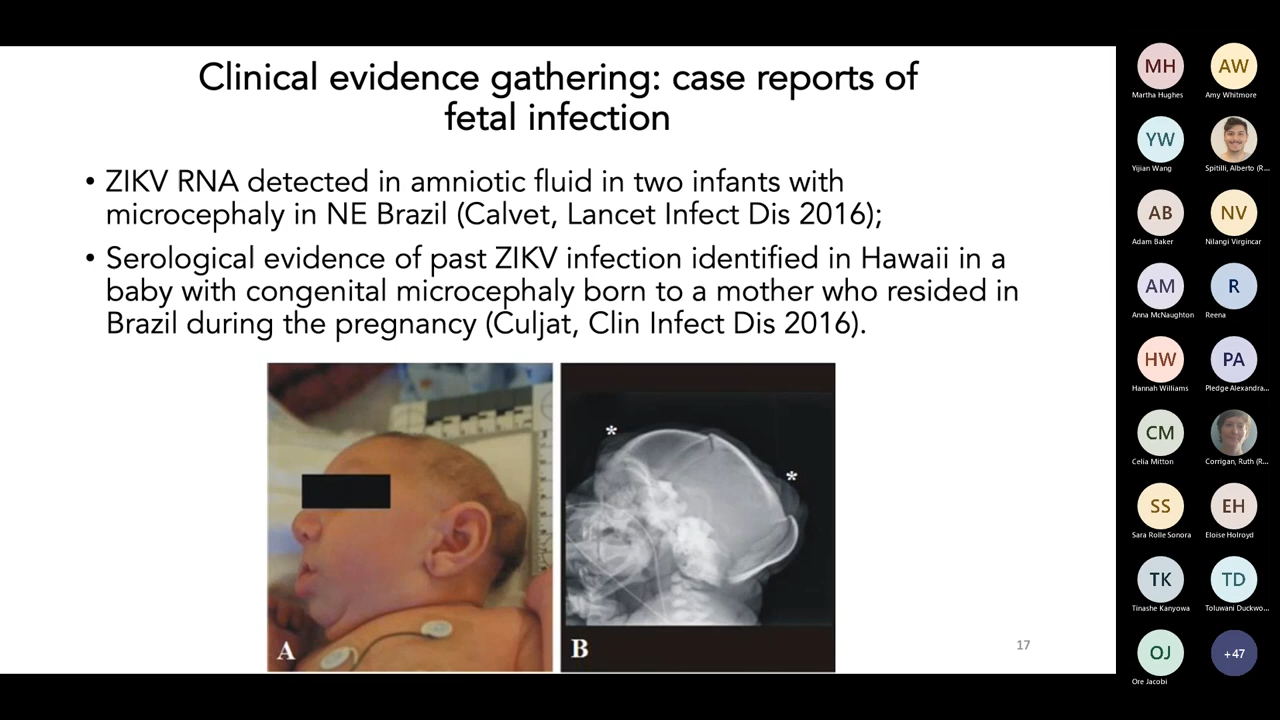 Clinical evidence gathering: case reports of
fetal infection
• ZIKV RNA detected in amniotic fluid in two infants with
microcephaly in NE Brazil (Calvet, Lancet Infect Dis 2016);
• Serological evidence of past ZIKV infection identified in Hawaii in a
baby with congenital microcephaly born to a mother who resided in
Brazil during the pregnancy (Culjat, Clin Infect Dis 2016).
*
*
A
B
17
MH
AW
Martha Hughes
Amy Whitmore
YW
Yijian Wang
Spitilli, Alberto (R...
AB
NV
Adam Baker
Nilangi Virgincar
AM
R
Anna McNaughton
Reena
HW
PA
Hannah Williams
Pledge Alexandra...
CM
Celia Mitton
Corrigan, Ruth (R...
SS
EH
Sara Rolle Sonora
Eloise Holroyd
TK
TD
Tinashe Kanyowa
Toluwani Duckwo...
OJ
+47
Ore Jacobi